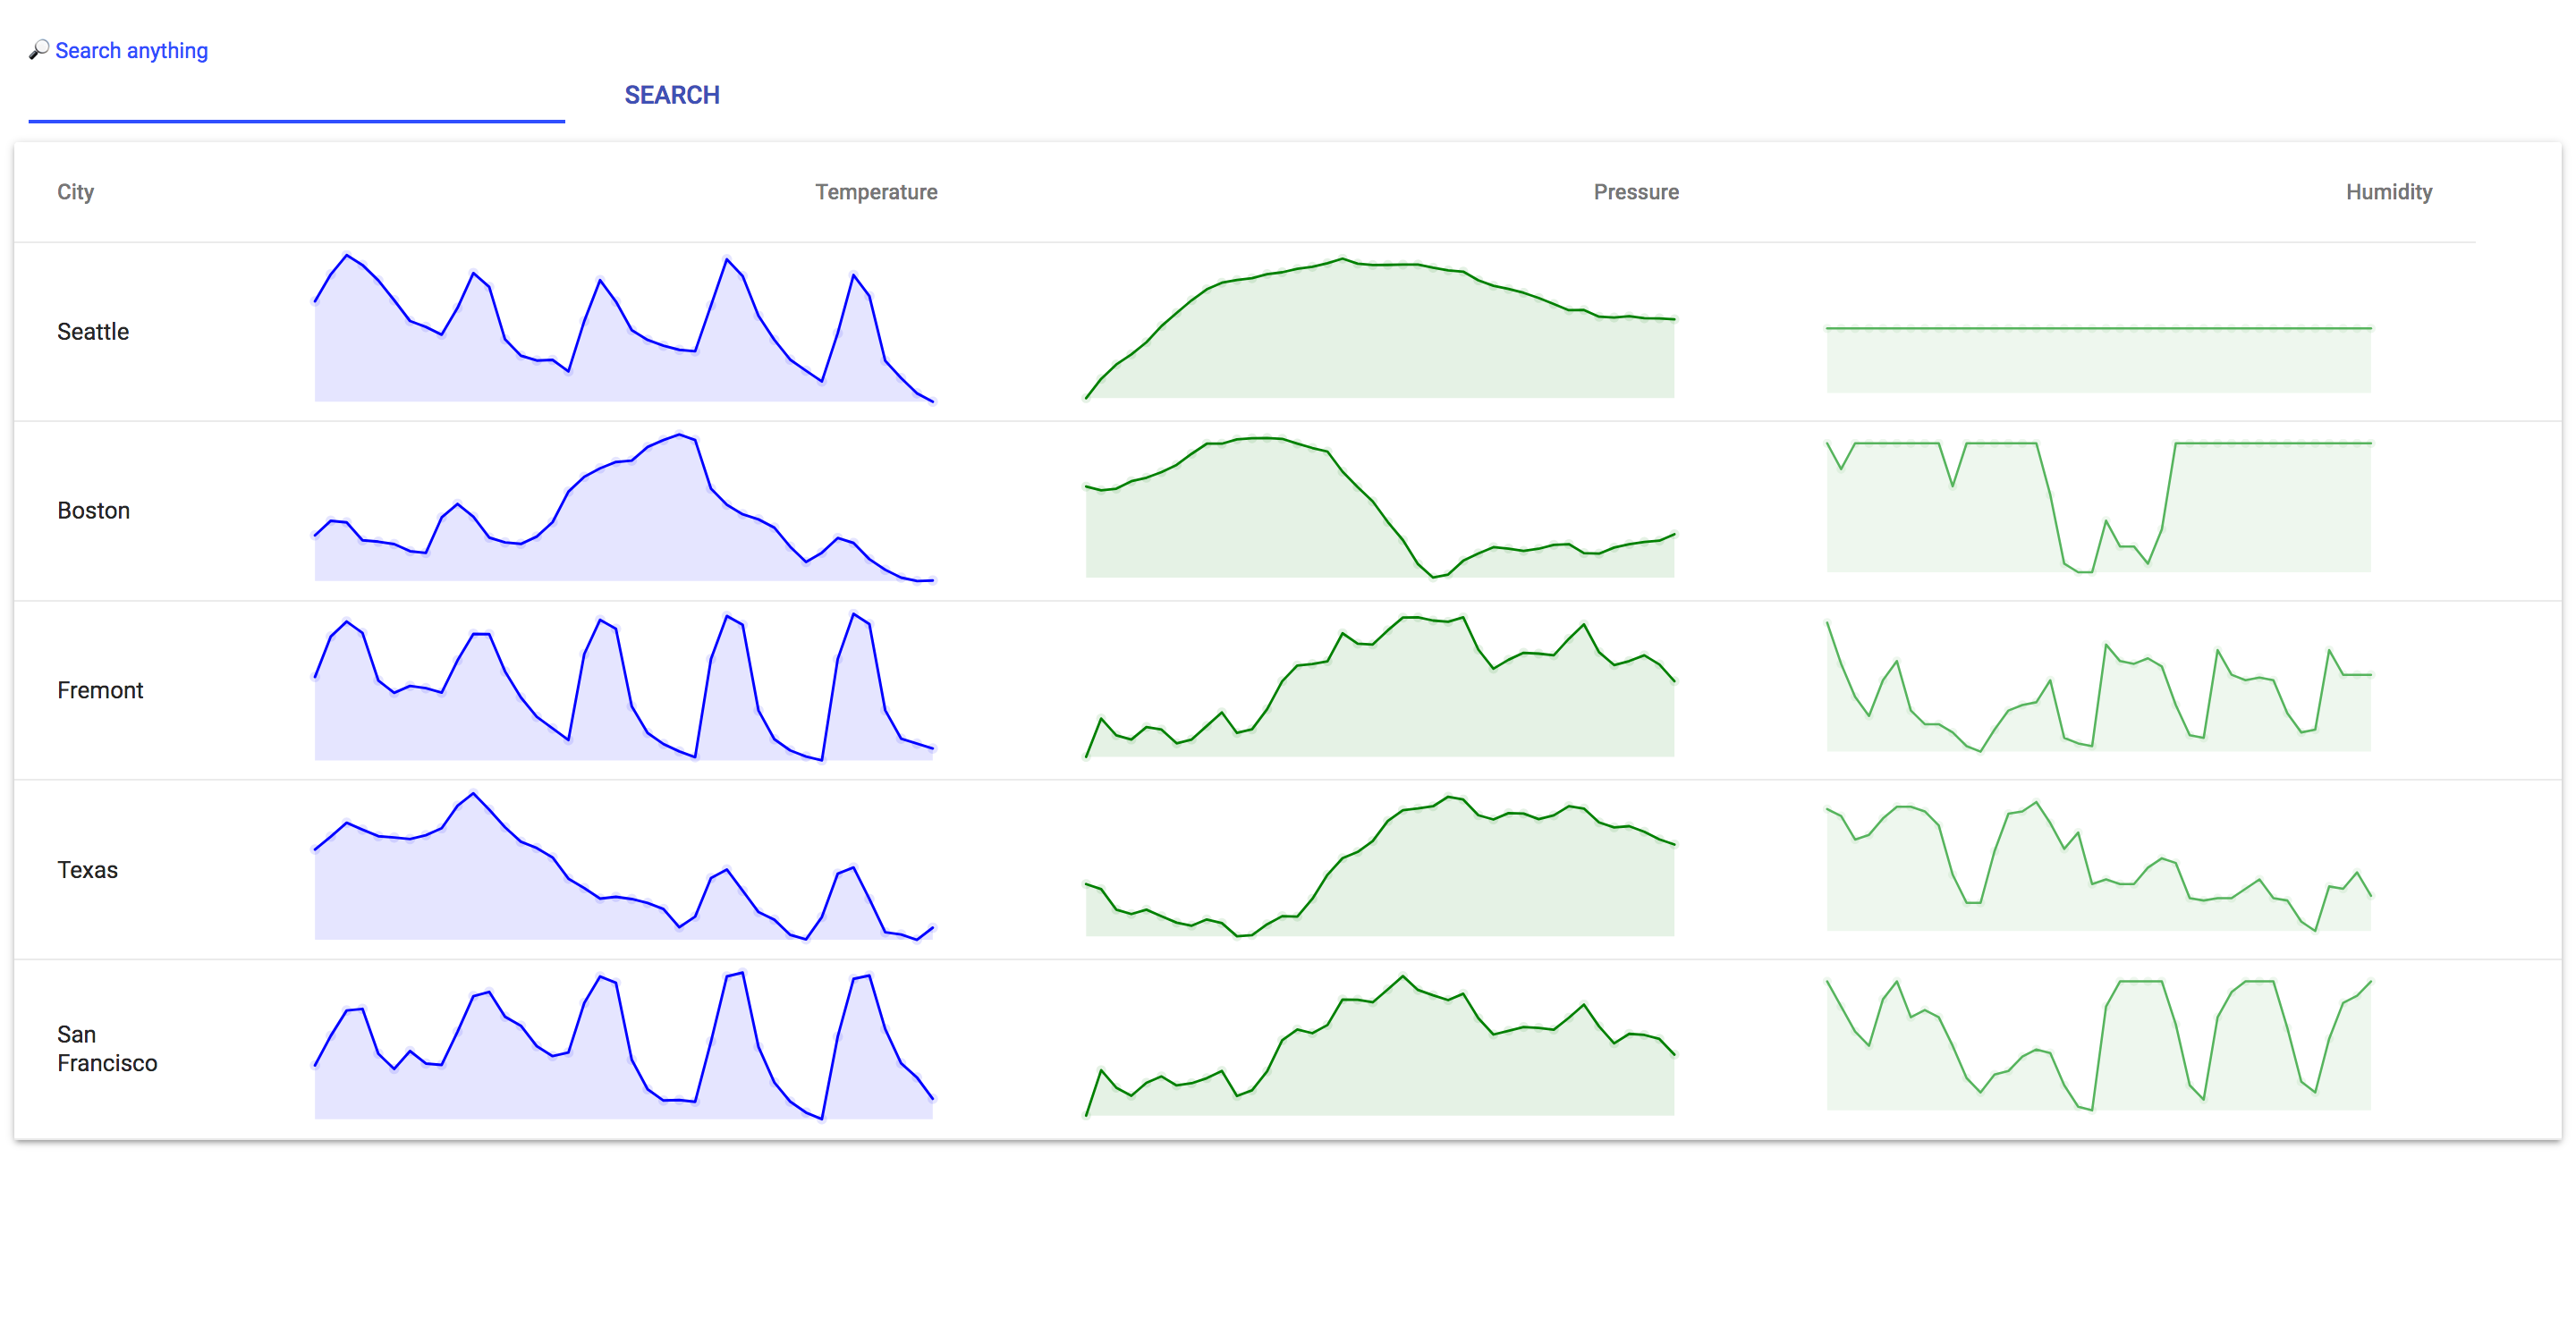 🔎 Search anything
SEARCH
City Temperature Pressure Humidity
Seattle
Boston
Fremont
Texas
San
Francisco